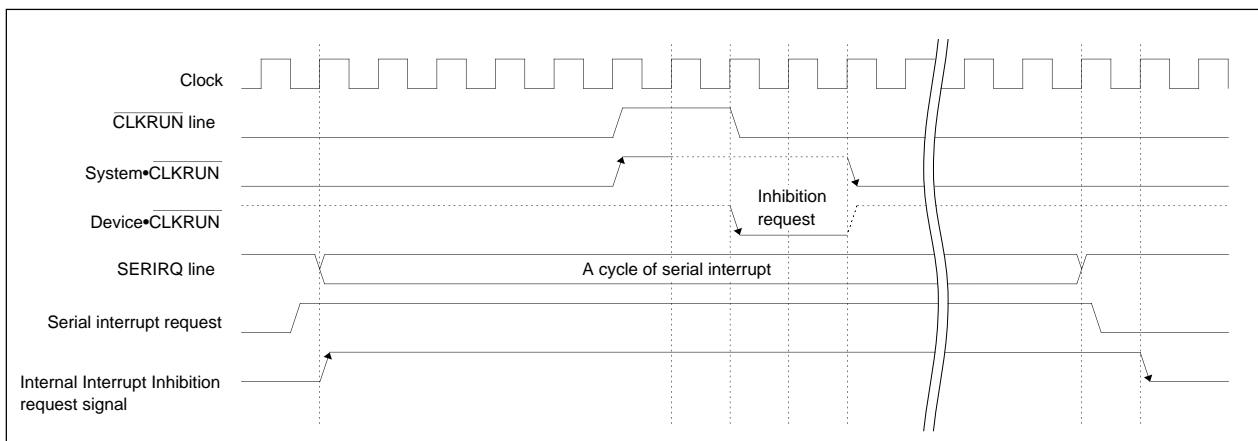 Clock
CLKRUN line
System•CLKRUN
Inhibition
request
Device•CLKRUN
SERIRQ line
A cycle of serial interrupt
Serial interrupt request
Internal Interrupt Inhibition
request signal